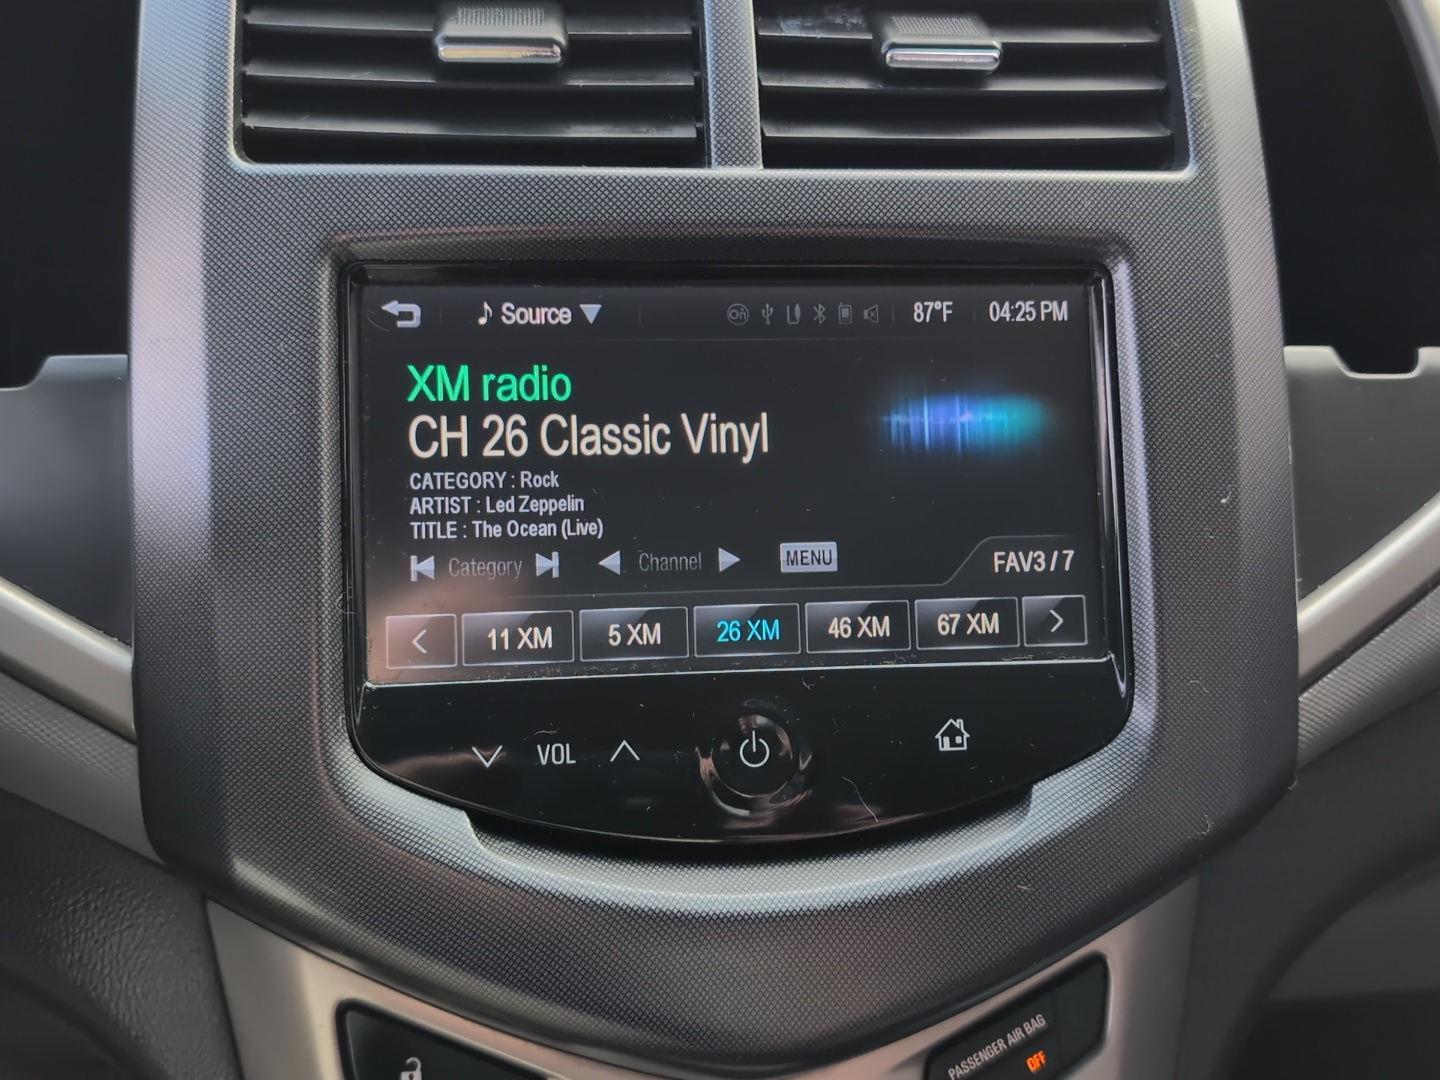 Source 87°F 04:25 PM
XM radio
CH 26 Classic Vinyl
CATEGORY : Rock
ARTIST : Led Zeppelin
TITLE : The Ocean (Live)
Category Channel MENU FAV3 / 7
< 11 XM 5 XM 26 XM 46 XM 67 XM >
VOL
PASSENGER AIR BAG
OFF